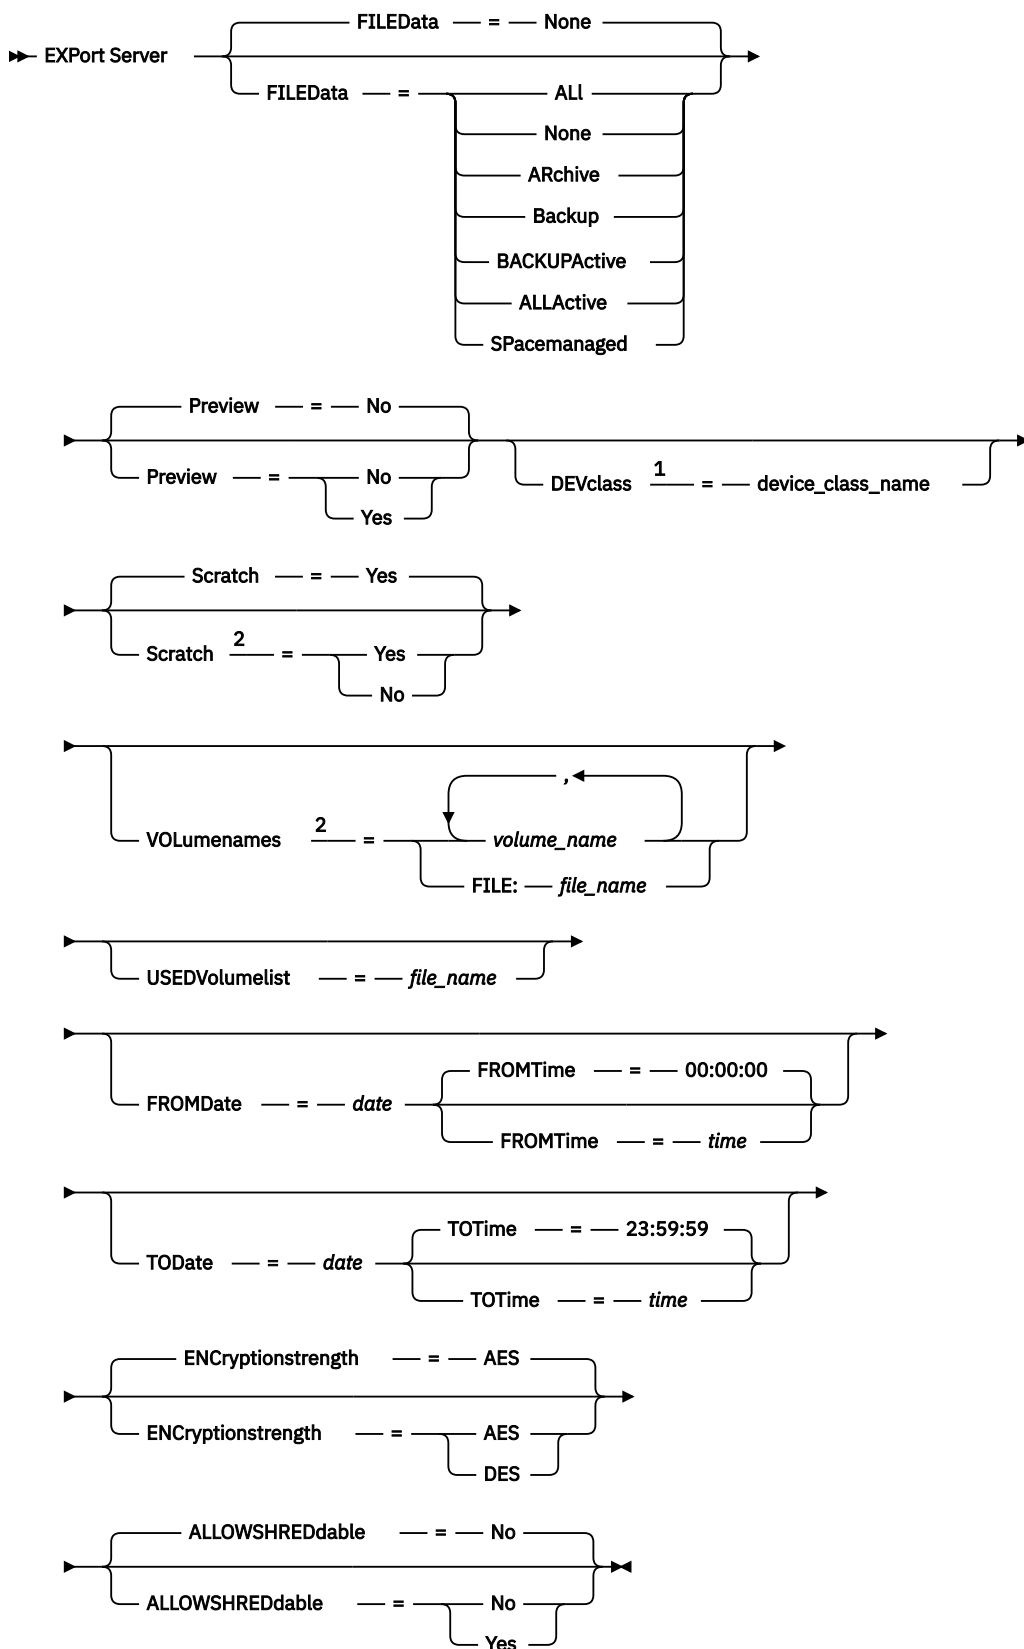 FILEData = None
EXPort Server
FILEData = ALl
None
ARchive
Backup
BACKUPActive
ALLActive
SPacemanaged
Preview = No
Preview = No
Yes
DEVclass 1 = device_class_name
Scratch = Yes
Scratch 2 = Yes
No
,
VOLumenames 2 = volume_name
FILE: file_name
USEDVolumelist = file_name
FROMTime = 00:00:00
FROMDate = date
FROMTime = time
TOTime = 23:59:59
TODate = date
TOTime = time
ENCryptionstrength = AES
ENCryptionstrength = AES
DES
ALLOWSHREDdable = No
ALLOWSHREDdable = No
Yes